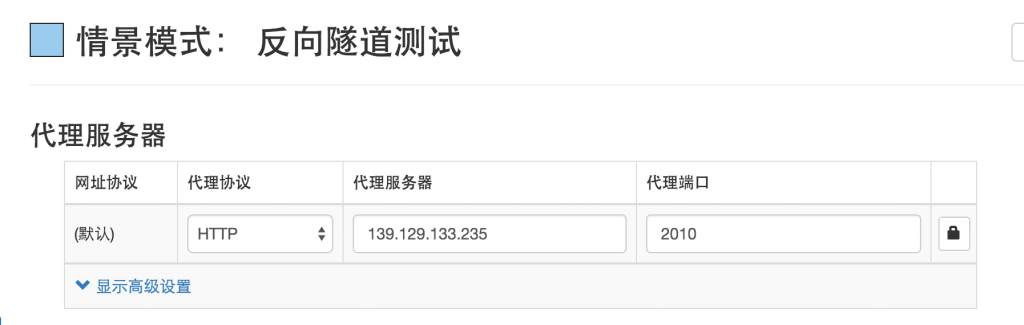 情景模式： 反向隧道测试
代理服务器
网址协议 代理协议 代理服务器 代理端口
(默认) HTTP 139.129.133.235 2010
显示高级设置